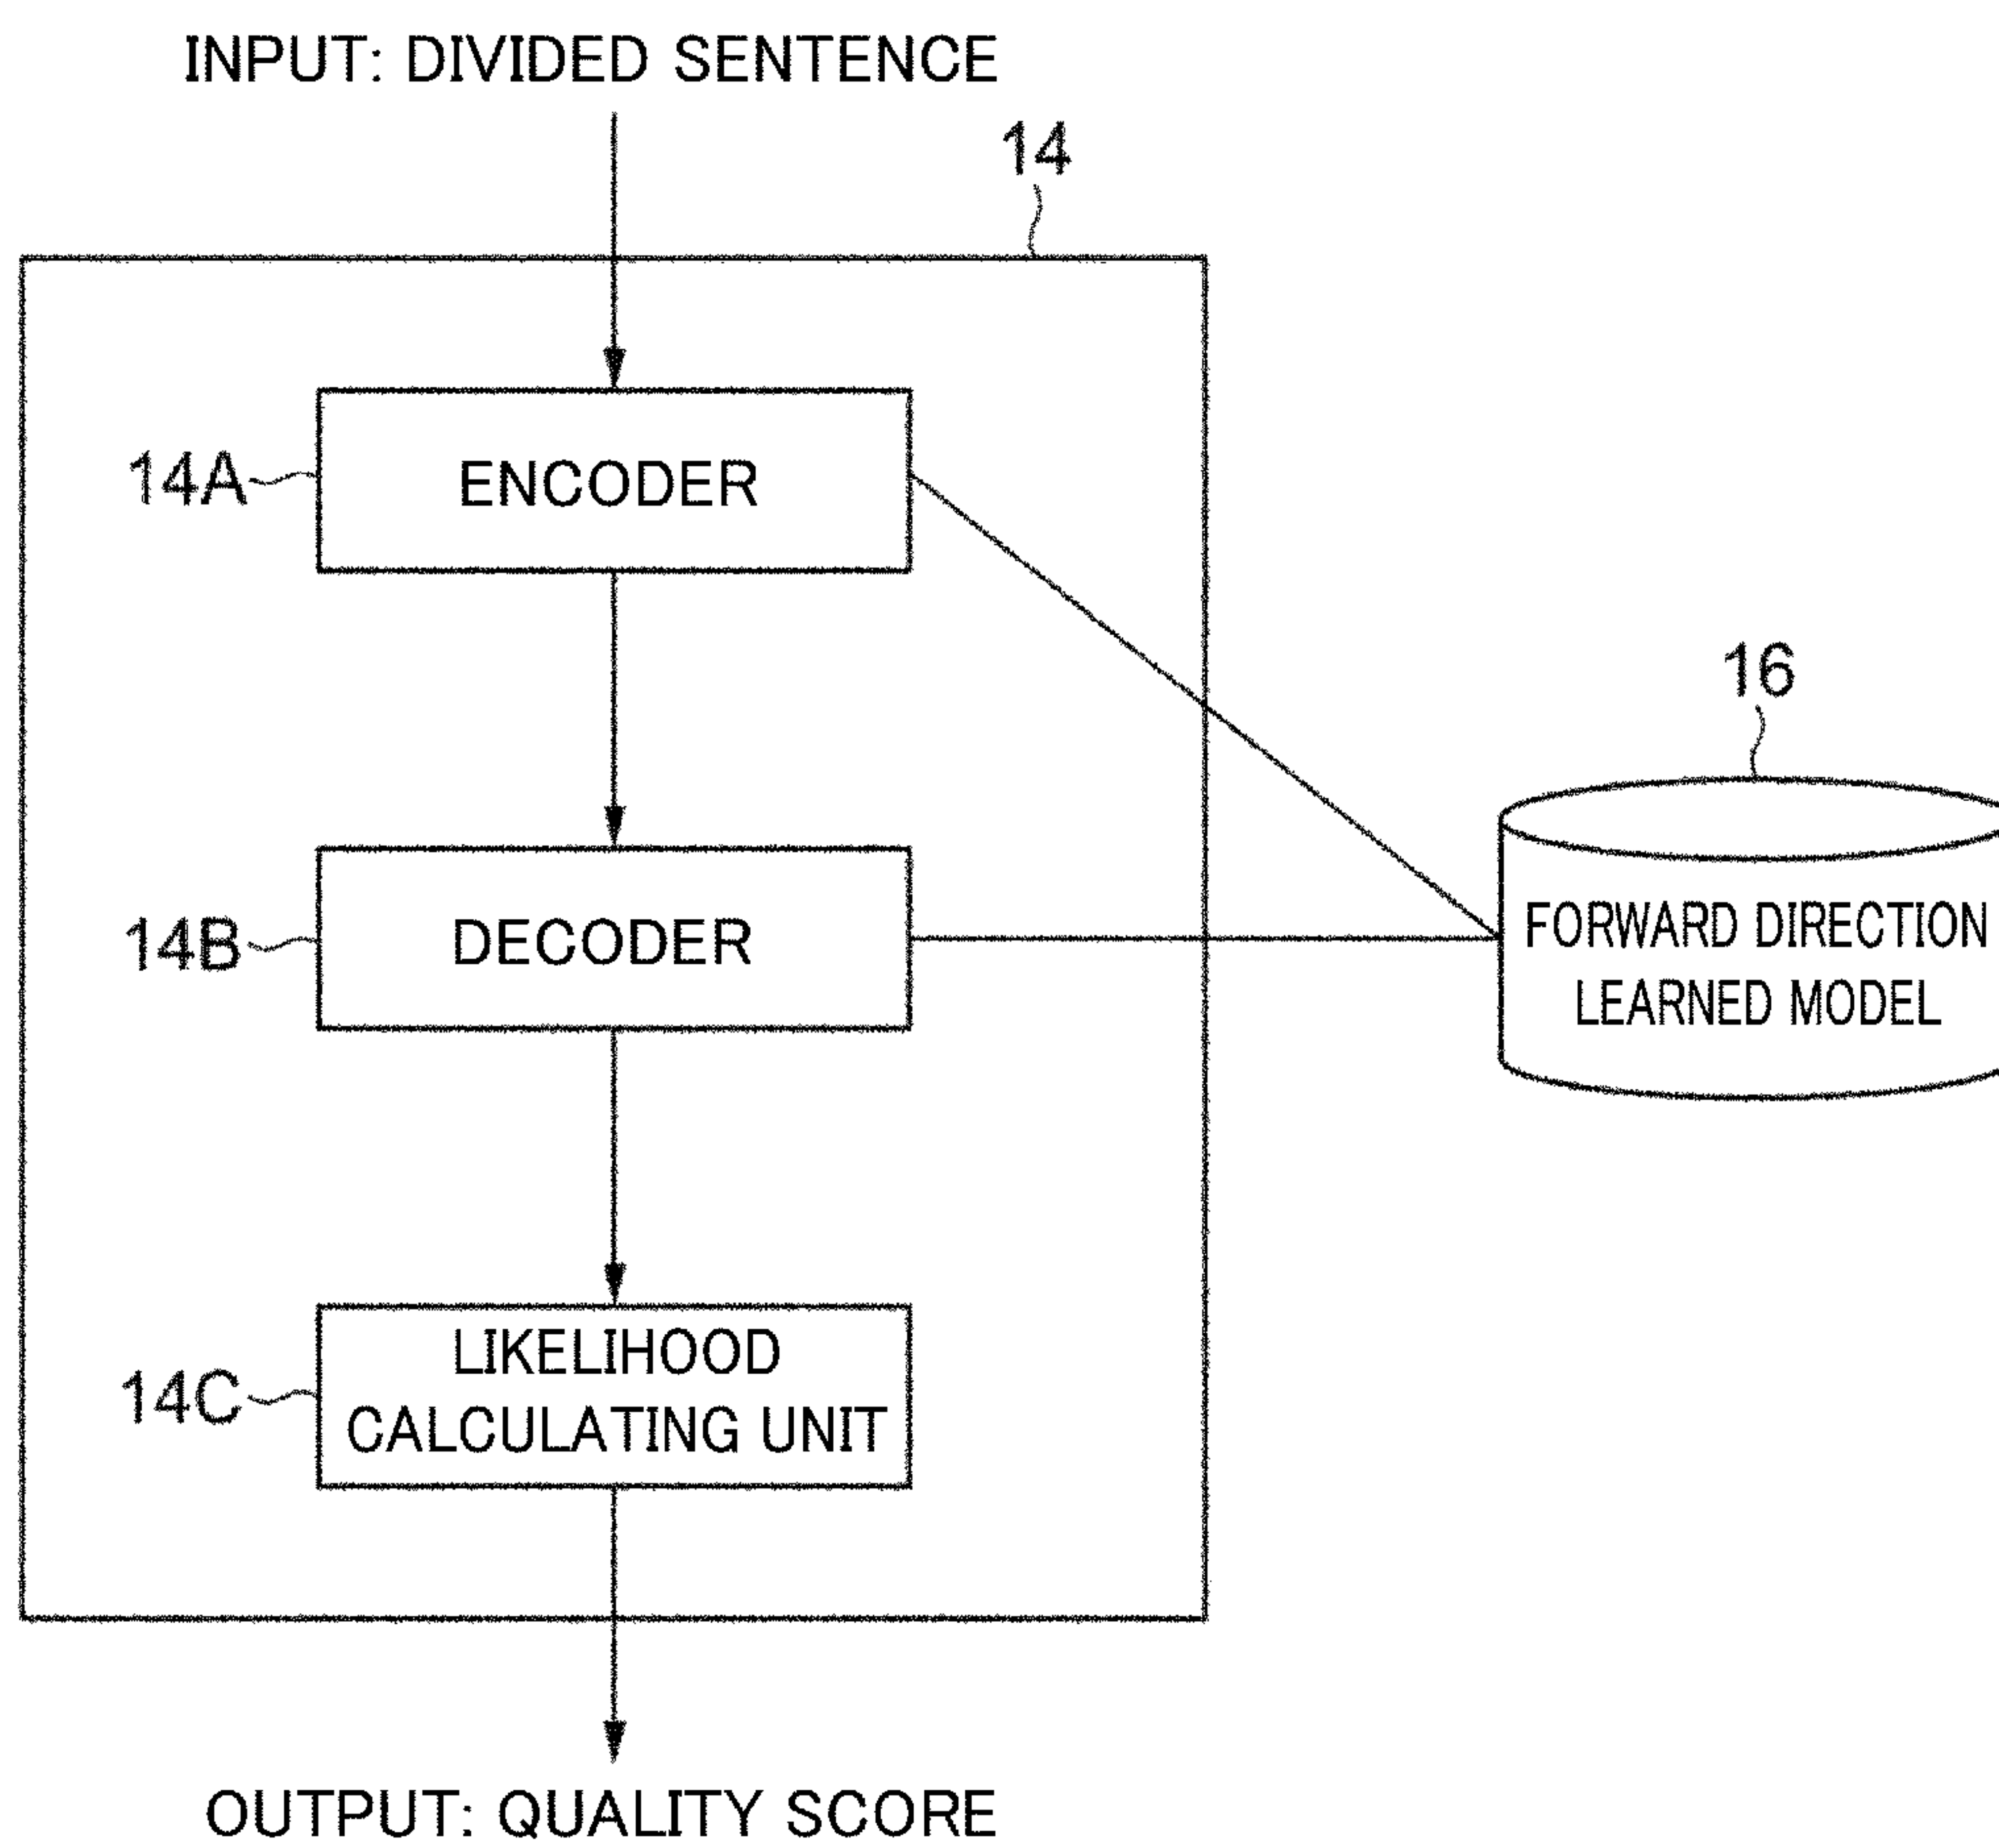 INPUT: DIVIDED SENTENCE
14
14A
ENCODER
16
14B
DECODER
FORWARD DIRECTION
LEARNED MODEL
14C
LIKELIHOOD
CALCULATING UNIT
OUTPUT: QUALITY SCORE